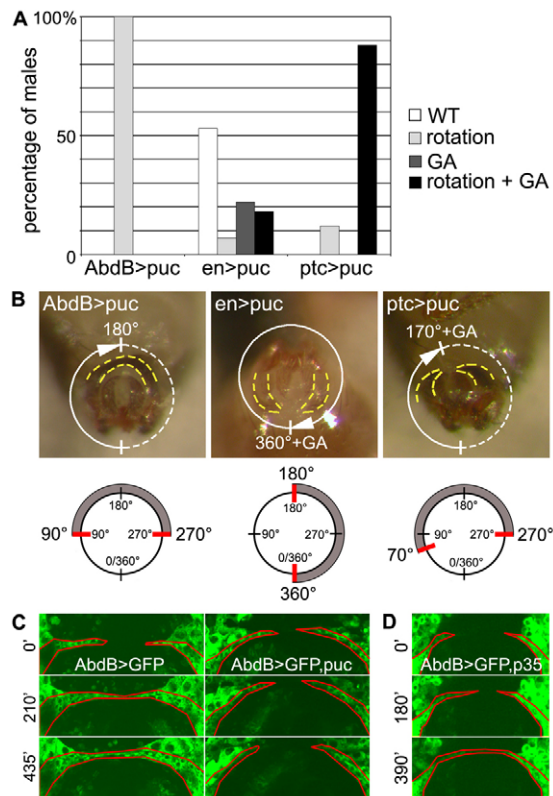 A
100%
50
0
percentage of males
AbdB>puc
en>puc
ptc>puc
WT
rotation
GA
rotation + GA
B
AbdB>puc
180°
en>puc
360°+GA
ptc>puc
170°+GA
90°
180°
90°
270°
0/360°
270°
180°
180°
90°
270°
0/360°
360°
70°
180°
90°
270°
0/360°
270°
C
0'
210'
435'
AbdB>GFP
AbdB>GFP,puc
D
0'
180'
390'
AbdB>GFP,p35